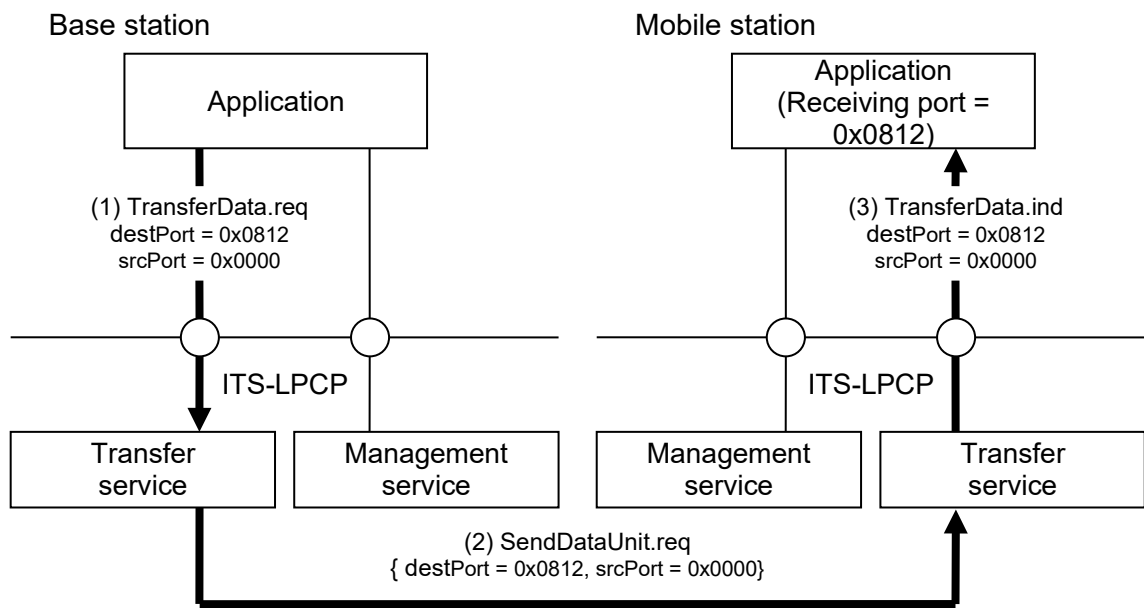 Base station
Mobile station
Application
Application
(Receiving port =
0x0812)
(1) TransferData.req
destPort = 0x0812
srcPort = 0x0000
(3) TransferData.ind
destPort = 0x0812
srcPort = 0x0000
ITS-LPCP
ITS-LPCP
Transfer
service
Management
service
Management
service
Transfer
service
(2) SendDataUnit.req
{ destPort = 0x0812, srcPort = 0x0000}